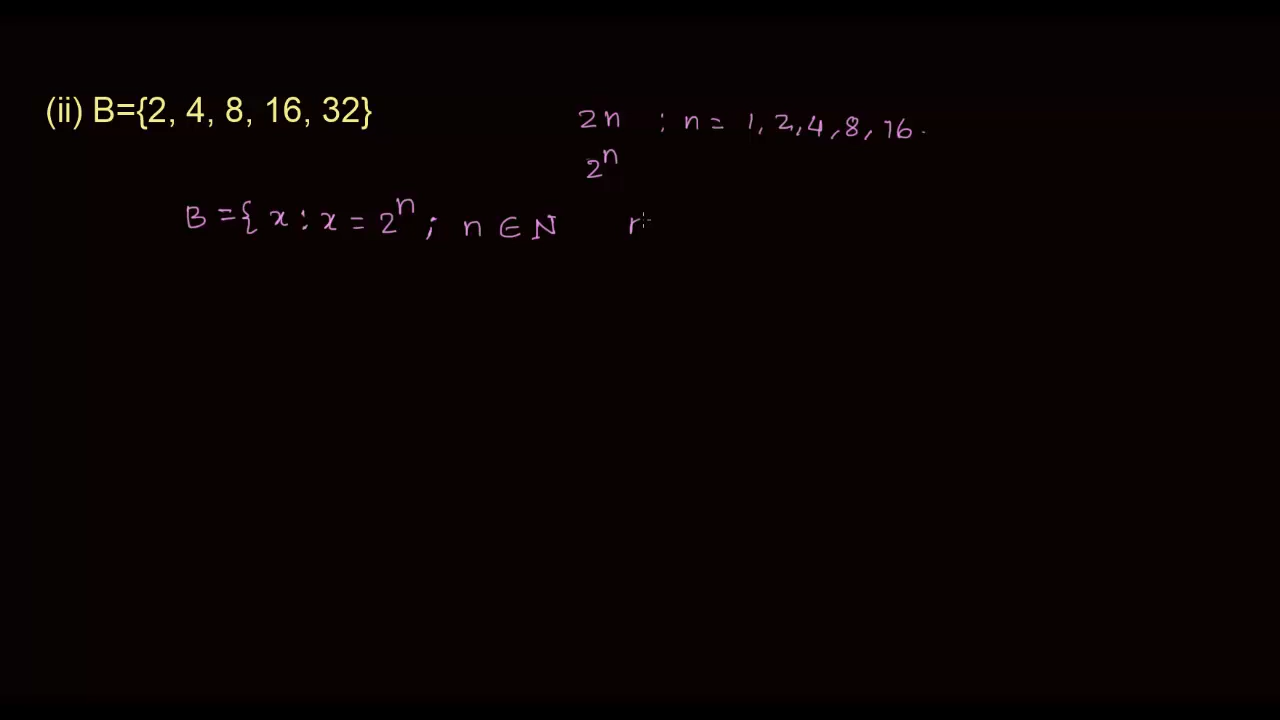 (ii) B={2, 4, 8, 16, 32}
2n : n = 1, 2, 4, 8, 16.
2ⁿ
B = { x : x = 2ⁿ ; n ∈ N